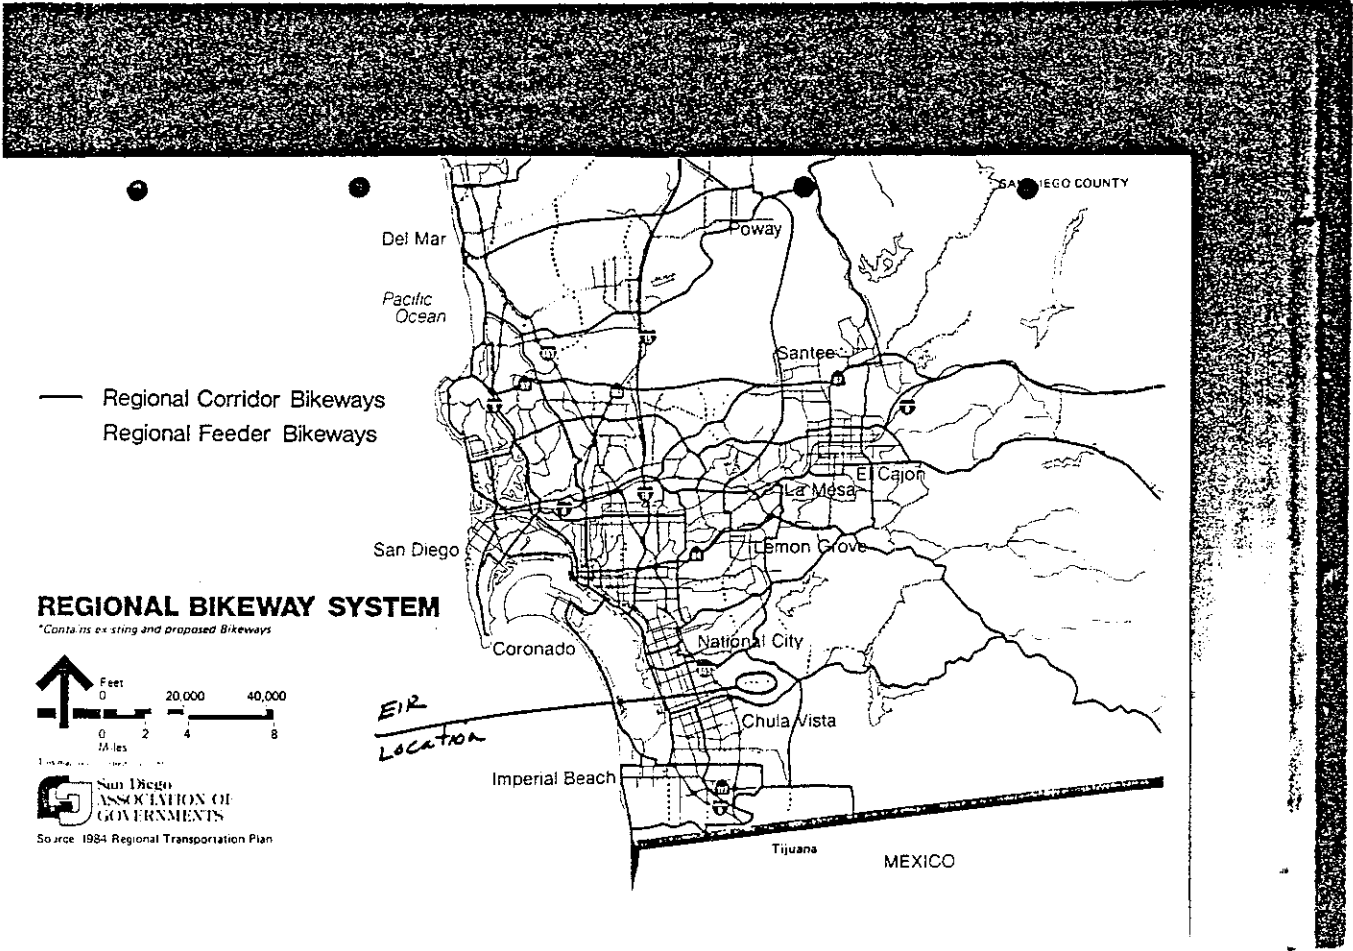 SAN DIEGO COUNTY
Del Mar
Poway
Pacific
Ocean
Santee
Regional Corridor Bikeways
Regional Feeder Bikeways
El Cajon
La Mesa
San Diego
Lemon Grove
REGIONAL BIKEWAY SYSTEM
*Contains existing and proposed Bikeways
National City
Coronado
Feet
0 20,000 40,000
0 2 4 8
Miles
EIR
Location
Chula Vista
Imperial Beach
San Diego
ASSOCIATION OF
GOVERNMENTS
Source 1984 Regional Transportation Plan
Tijuana
MEXICO